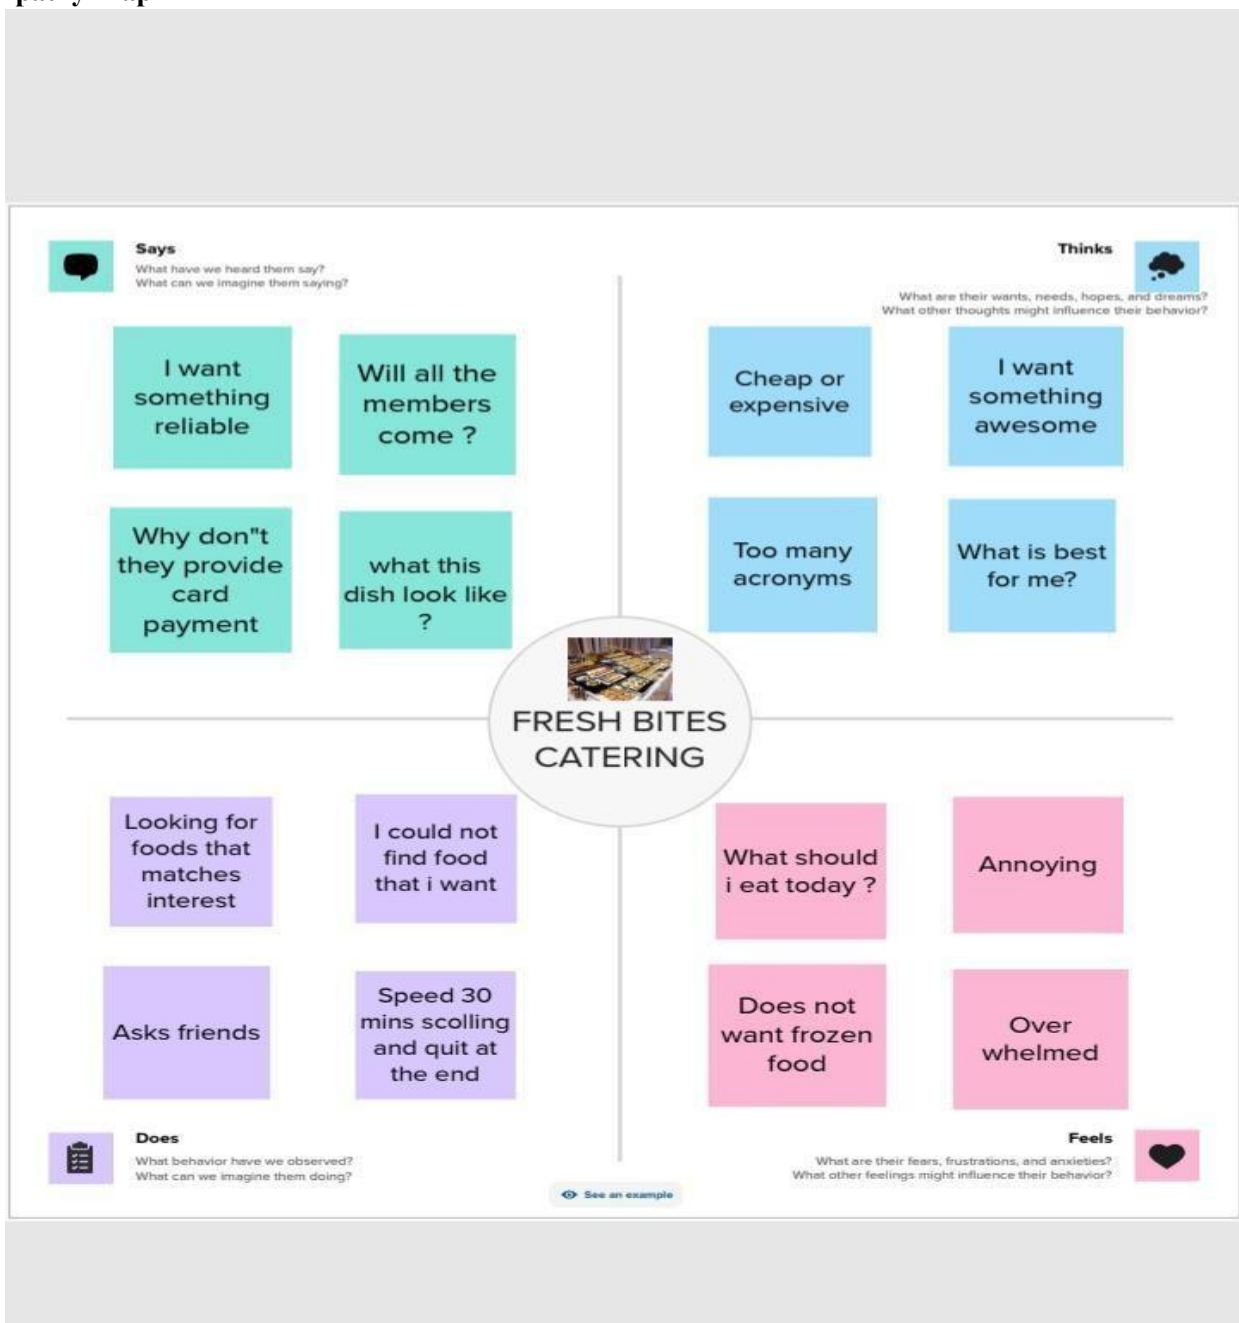 Says
What have we heard them say?
What can we imagine them saying?
Thinks
What are their wants, needs, hopes, and dreams?
What other thoughts might influence their behavior?
I want
something
reliable
Will all the
members
come ?
Cheap or
expensive
I want
something
awesome
Why don"t
they provide
card
payment
what this
dish look like
?
Too many
acronyms
What is best
for me?
FRESH BITES
CATERING
Looking for
foods that
matches
interest
I could not
find food
that i want
What should
i eat today ?
Annoying
Asks friends
Speed 30
mins scolling
and quit at
the end
Does not
want frozen
food
Over
whelmed
Does
What behavior have we observed?
What can we imagine them doing?
Feels
What are their fears, frustrations, and anxieties?
What other feelings might influence their behavior?
See an example